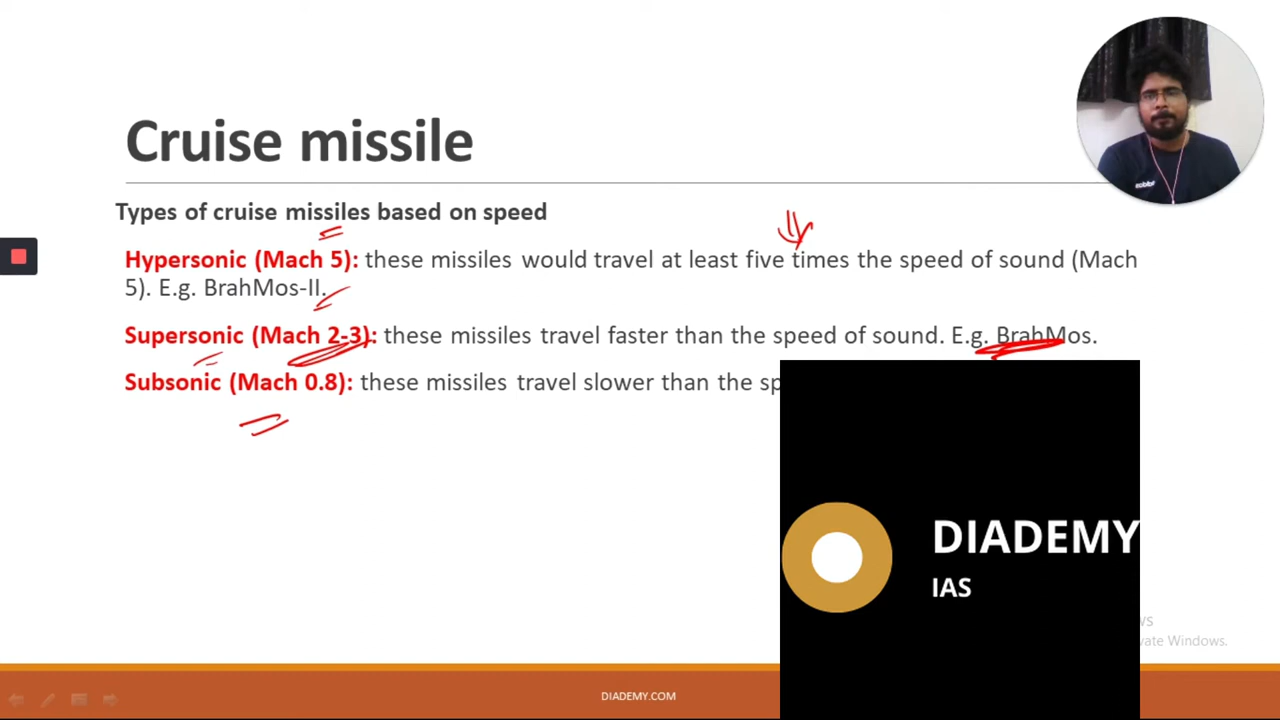 Cruise missile
Types of cruise missiles based on speed
Hypersonic (Mach 5): these missiles would travel at least five times the speed of sound (Mach
5). E.g. BrahMos-II.
Supersonic (Mach 2-3): these missiles travel faster than the speed of sound. E.g. BrahMos.
Subsonic (Mach 0.8): these missiles travel slower than the sp
DIADEMY
IAS
vate Windows.
DIADEMY.COM